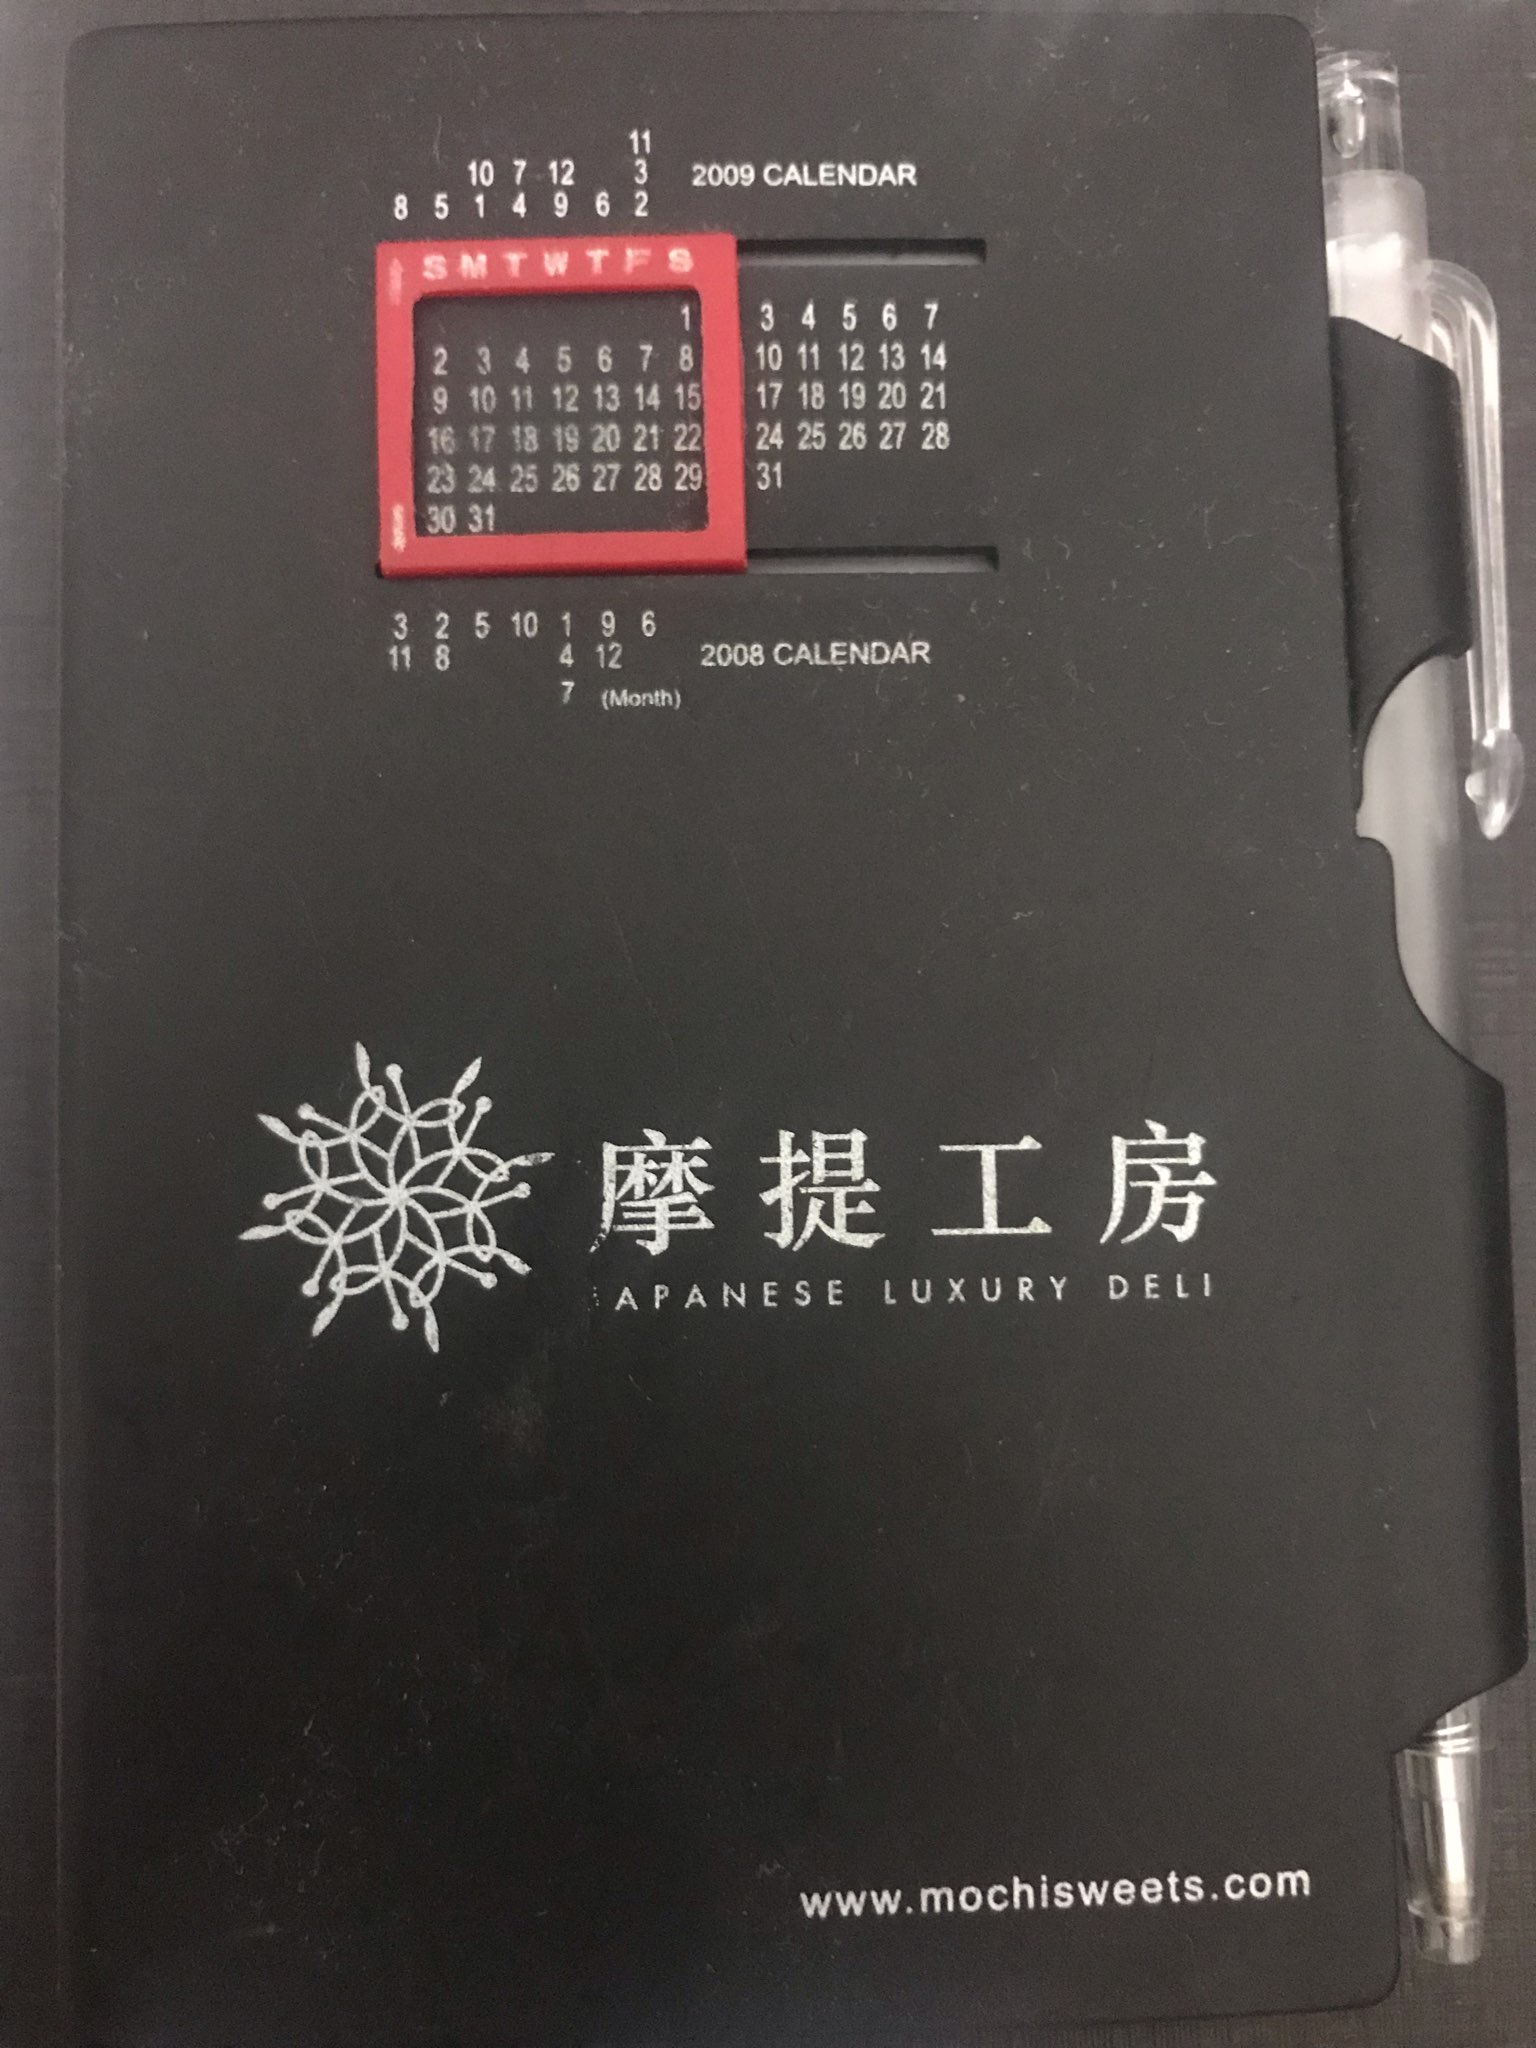 11
10 7 12 3 2009 CALENDAR
8 5 1 4 9 6 2
S M T W T F S
1 3 4 5 6 7
2 3 4 5 6 7 8 10 11 12 13 14
9 10 11 12 13 14 15 17 18 19 20 21
16 17 18 19 20 21 22 24 25 26 27 28
23 24 25 26 27 28 29 31
30 31
3 2 5 10 1 9 6
11 8 4 12 2008 CALENDAR
7 (Month)
摩提工房
JAPANESE LUXURY DELI
www.mochisweets.com